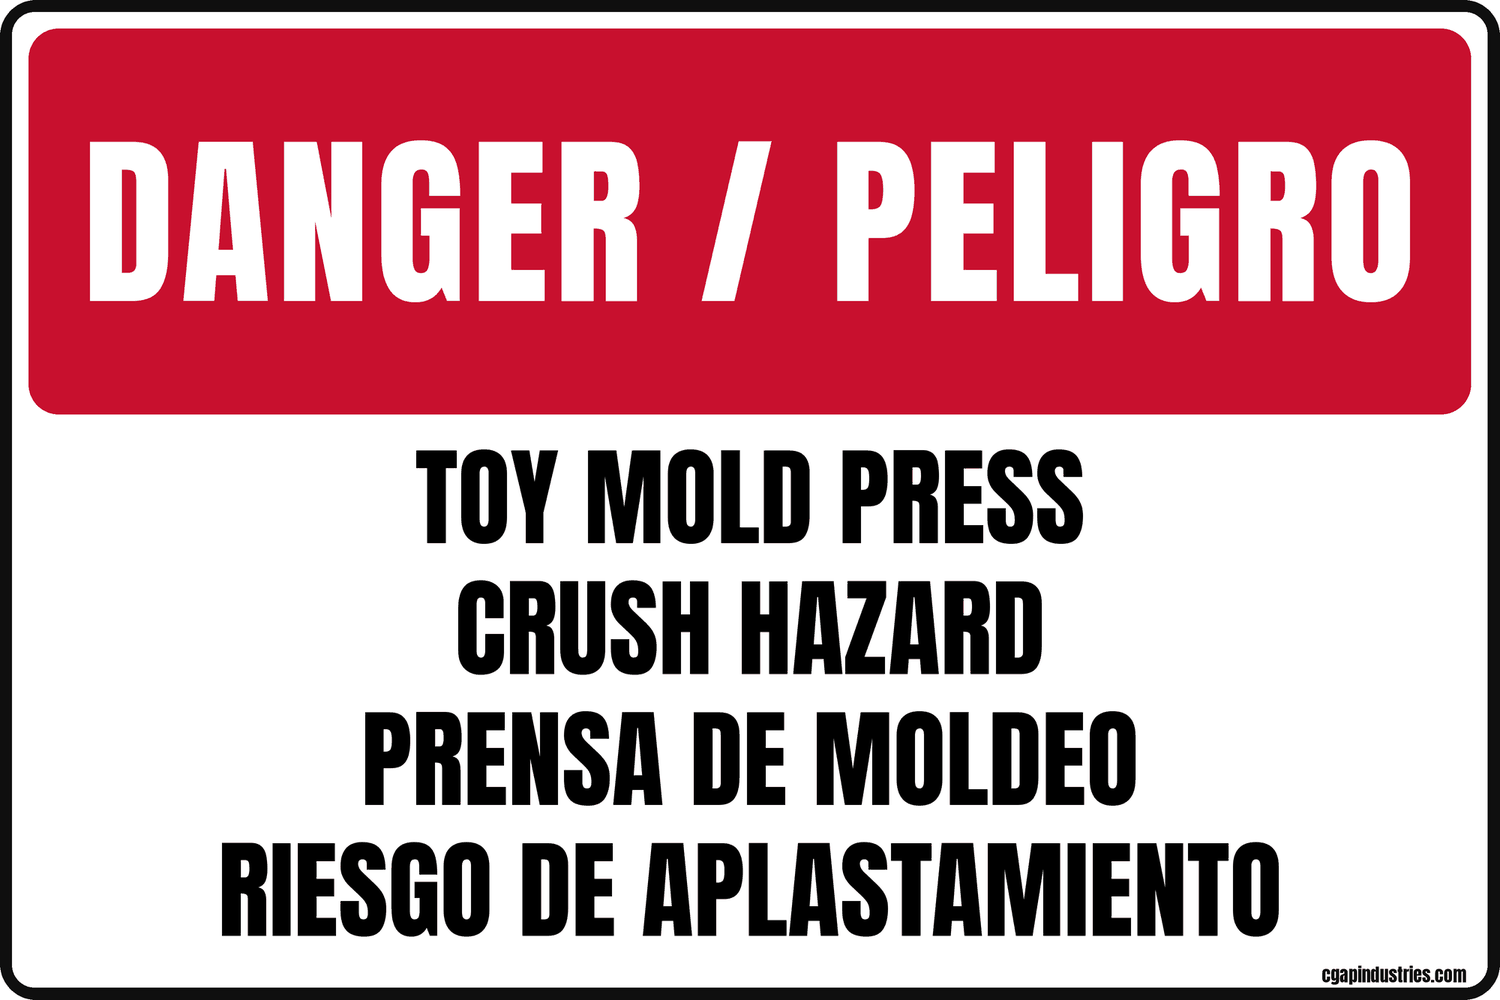 DANGER / PELIGRO
TOY MOLD PRESS
CRUSH HAZARD
PRENSA DE MOLDEO
RIESGO DE APLASTAMIENTO
cgapindustries.com